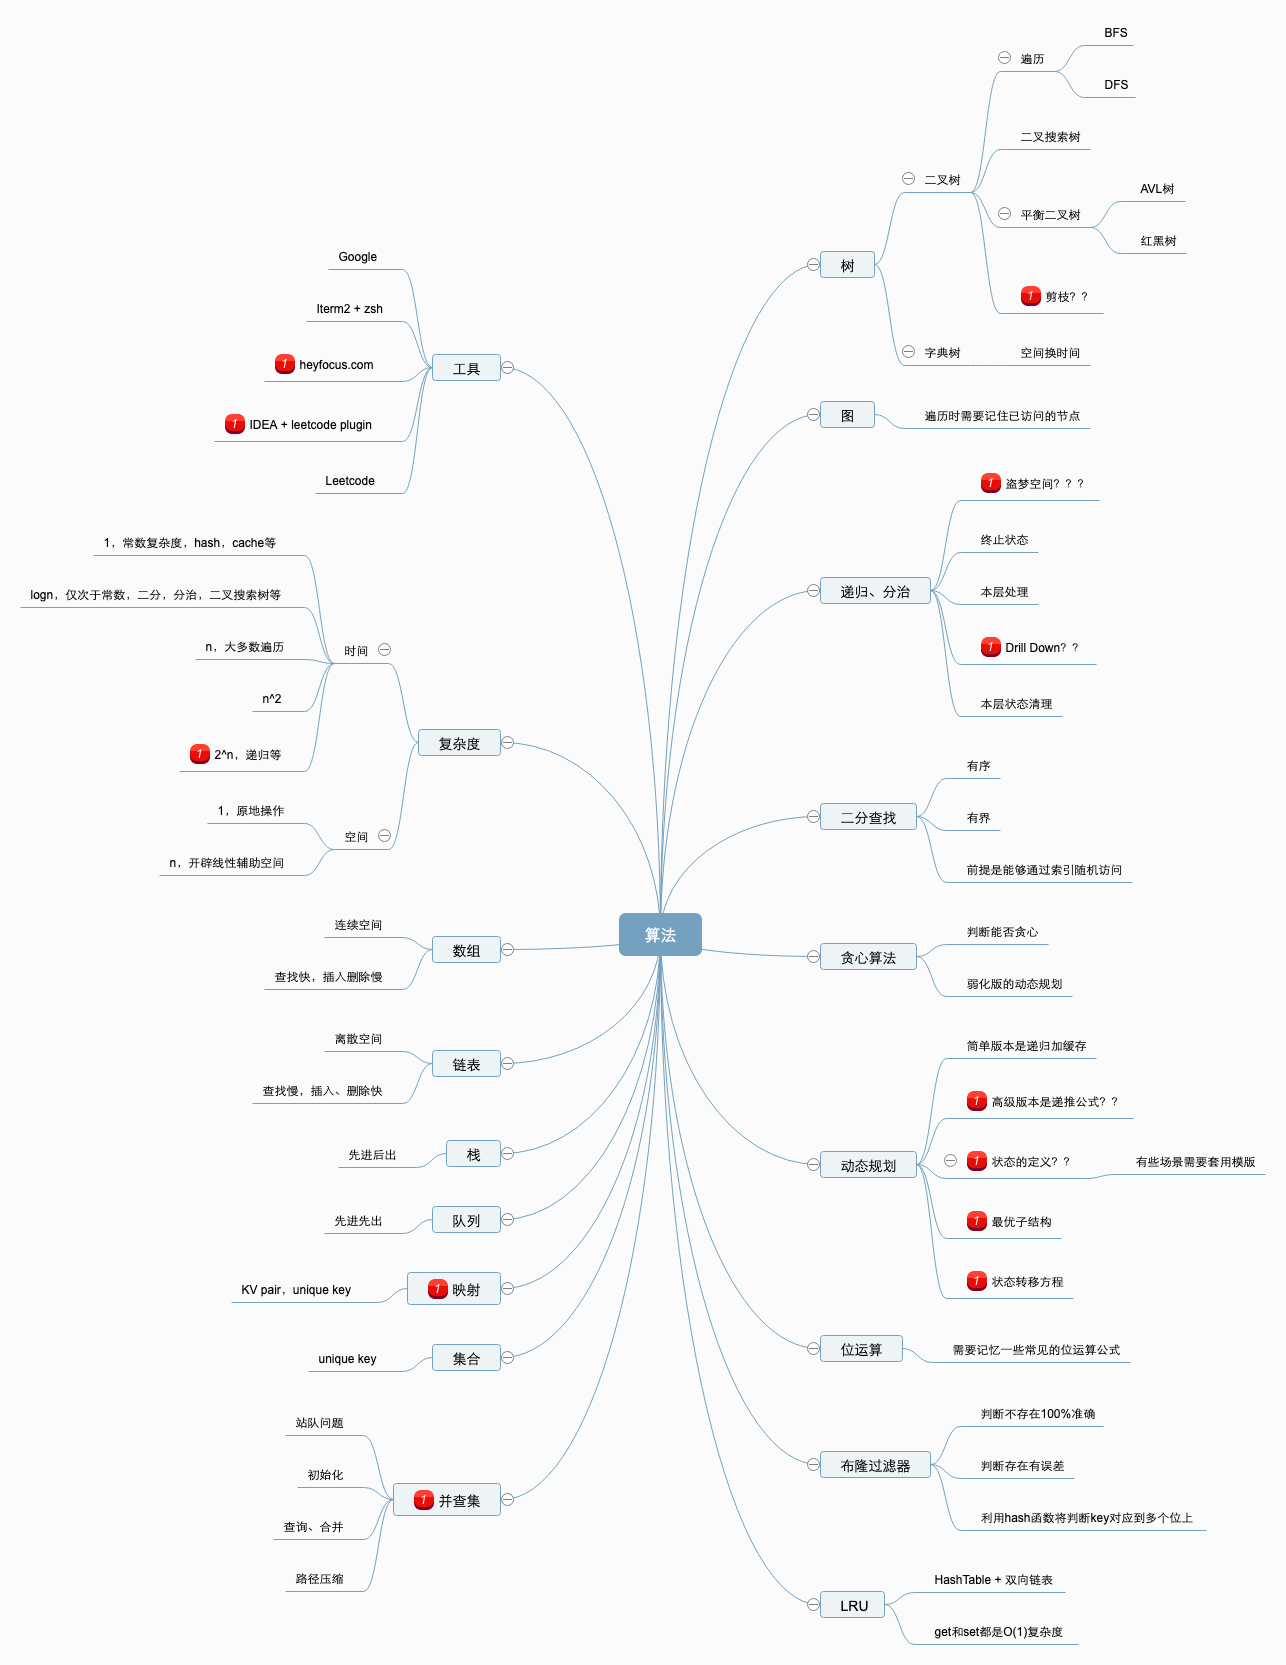 算法
工具
Google
Iterm2 + zsh
1 heyfocus.com
1 IDEA + leetcode plugin
Leetcode
复杂度
时间
1，常数复杂度，hash，cache等
logn，仅次于常数，二分，分治，二叉搜索树等
n，大多数遍历
n^2
1 2^n，递归等
空间
1，原地操作
n，开辟线性辅助空间
数组
连续空间
查找快，插入删除慢
链表
离散空间
查找慢，插入、删除快
栈
先进后出
队列
先进先出
1 映射
KV pair，unique key
集合
unique key
1 并查集
站队问题
初始化
查询、合并
路径压缩
树
二叉树
遍历
BFS
DFS
二叉搜索树
平衡二叉树
AVL树
红黑树
1 剪枝？？
字典树
空间换时间
图
遍历时需要记住已访问的节点
递归、分治
1 盗梦空间？？？
终止状态
本层处理
1 Drill Down？？
本层状态清理
二分查找
有序
有界
前提是能够通过索引随机访问
贪心算法
判断能否贪心
弱化版的动态规划
动态规划
简单版本是递归加缓存
1 高级版本是递推公式？？
1 状态的定义？？
有些场景需要套用模版
1 最优子结构
1 状态转移方程
位运算
需要记忆一些常见的位运算公式
布隆过滤器
判断不存在100%准确
判断存在有误差
利用hash函数将判断key对应到多个位上
LRU
HashTable + 双向链表
get和set都是O(1)复杂度